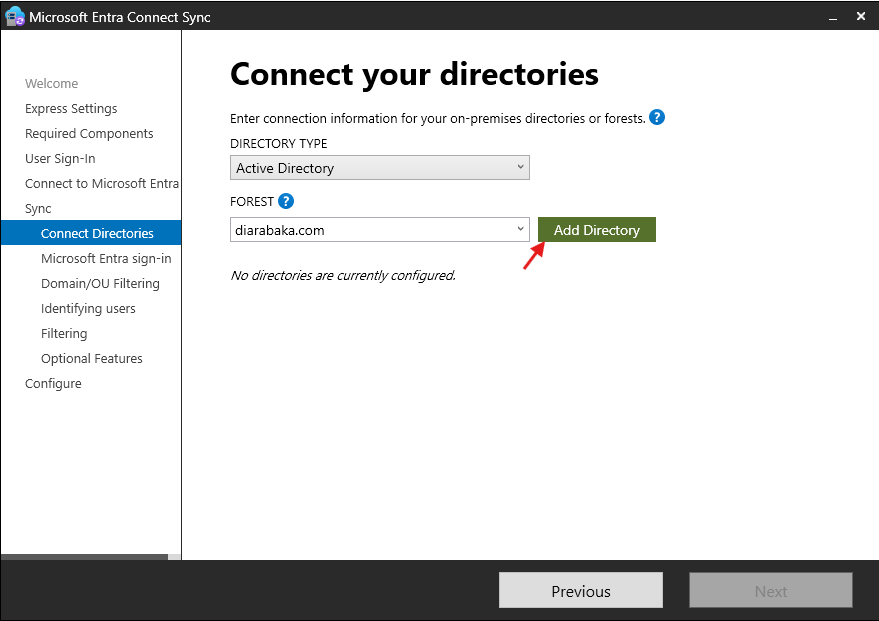 Microsoft Entra Connect Sync
Welcome
Express Settings
Required Components
User Sign-In
Connect to Microsoft Entra
Sync
Connect Directories
Microsoft Entra sign-in
Domain/OU Filtering
Identifying users
Filtering
Optional Features
Configure
Connect your directories
Enter connection information for your on-premises directories or forests. ?
DIRECTORY TYPE
Active Directory
FOREST ?
diarabaka.com
Add Directory
No directories are currently configured.
Previous
Next